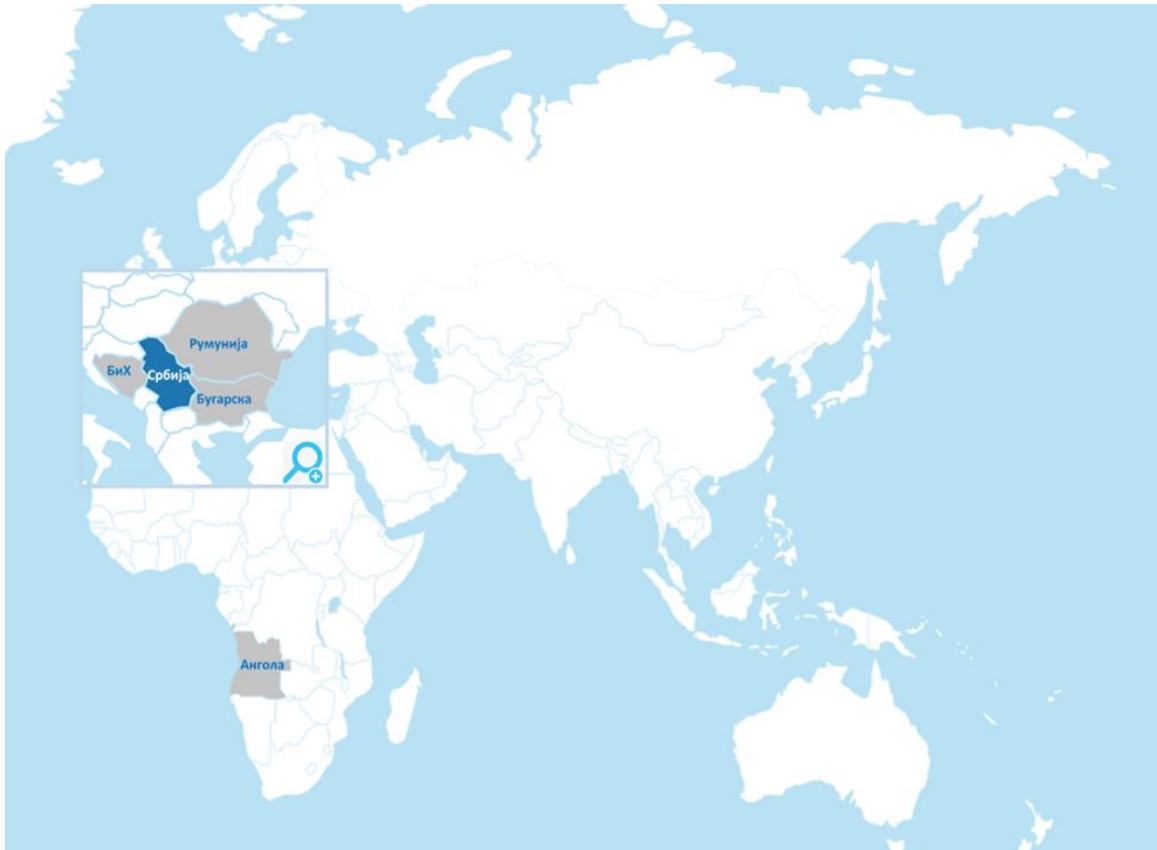 Румунија
БиХ
Србија
Бугарска
Ангола